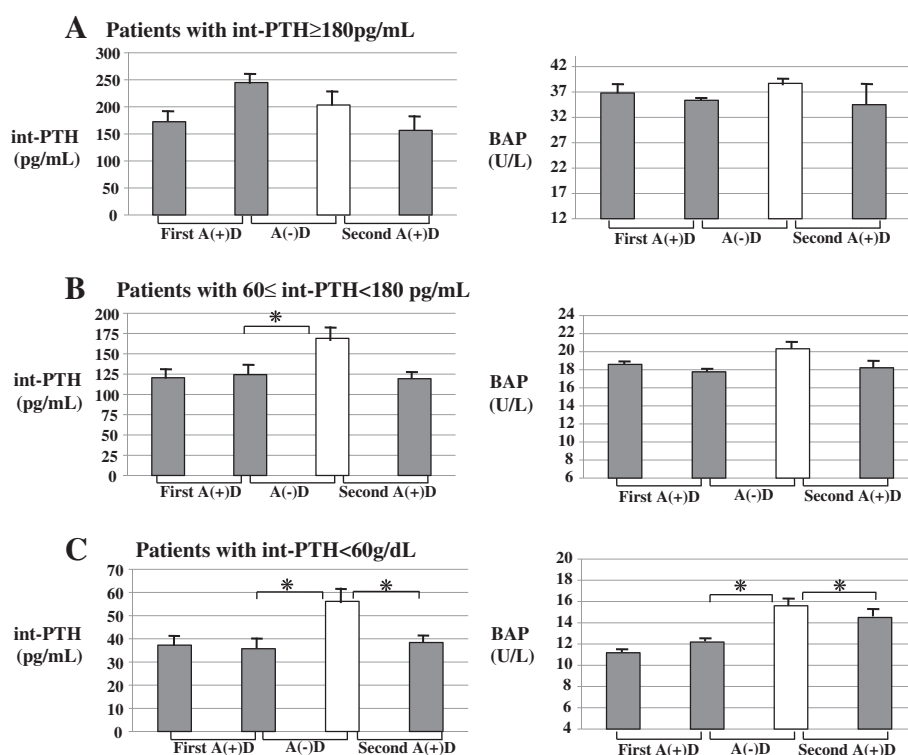 A Patients with int-PTH≥180pg/mL
int-PTH
(pg/mL)
300
250
200
150
100
50
0
First A(+)D A(-)D Second A(+)D
BAP
(U/L)
42
37
32
27
22
17
12
First A(+)D A(-)D Second A(+)D
B Patients with 60≤ int-PTH<180 pg/mL
int-PTH
(pg/mL)
200
175
150
125
100
75
50
25
0
*
First A(+)D A(-)D Second A(+)D
BAP
(U/L)
24
22
20
18
16
14
12
10
8
6
First A(+)D A(-)D Second A(+)D
C Patients with int-PTH<60g/dL
int-PTH
(pg/mL)
70
60
50
40
30
20
10
0
* *
First A(+)D A(-)D Second A(+)D
BAP
(U/L)
20
18
16
14
12
10
8
6
4
* *
First A(+)D A(-)D Second A(+)D